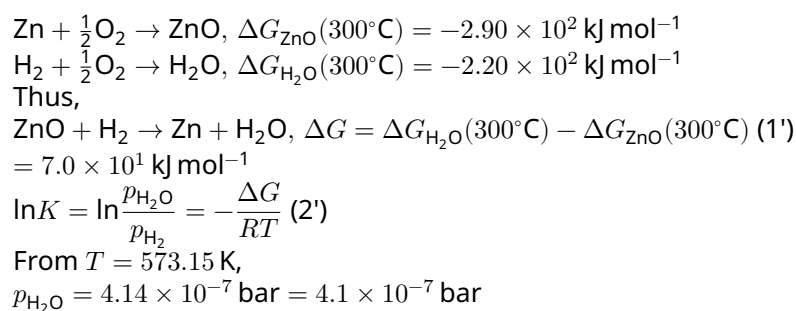 Zn + ½O₂ → ZnO, ΔG_ZnO(300°C) = −2.90 × 10² kJ mol⁻¹
H₂ + ½O₂ → H₂O, ΔG_H₂O(300°C) = −2.20 × 10² kJ mol⁻¹
Thus,
ZnO + H₂ → Zn + H₂O, ΔG = ΔG_H₂O(300°C) − ΔG_ZnO(300°C) (1')
= 7.0 × 10¹ kJ mol⁻¹
lnK = ln p_H₂O/p_H₂ = −ΔG/RT (2')
From T = 573.15 K,
p_H₂O = 4.14 × 10⁻⁷ bar = 4.1 × 10⁻⁷ bar